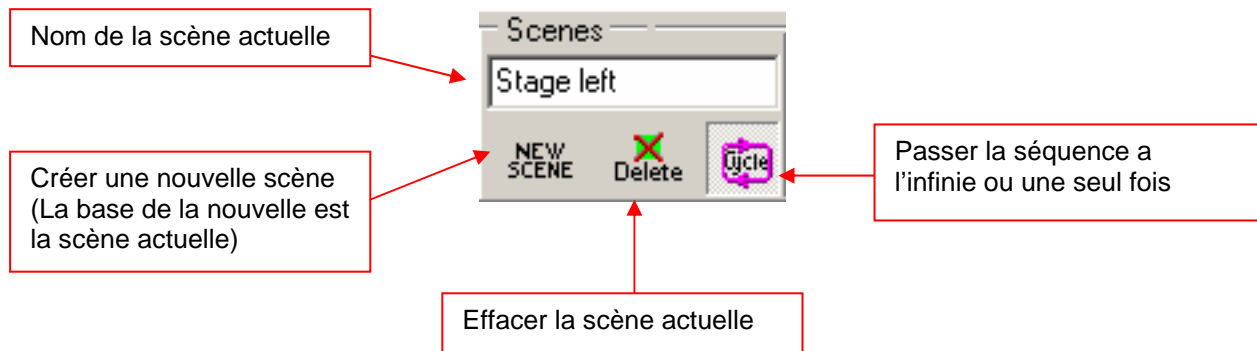 Nom de la scène actuelle
Scenes
Stage left
NEW
SCENE
Delete
Cycle
Créer une nouvelle scène
(La base de la nouvelle est
la scène actuelle)
Passer la séquence a
l’infinie ou une seul fois
Effacer la scène actuelle